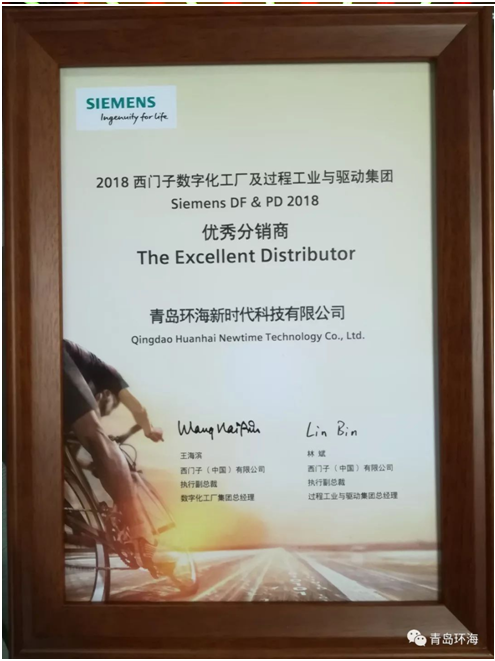 SIEMENS
Ingenuity for life
2018 西门子数字化工厂及过程工业与驱动集团
Siemens DF & PD 2018
优秀分销商
The Excellent Distributor
青岛环海新时代科技有限公司
Qingdao Huanhai Newtime Technology Co., Ltd.
Wang Haibin
Lin Bin
王海滨
林 斌
西门子（中国）有限公司
西门子（中国）有限公司
执行副总裁
执行副总裁
数字化工厂集团总经理
过程工业与驱动集团总经理
青岛环海